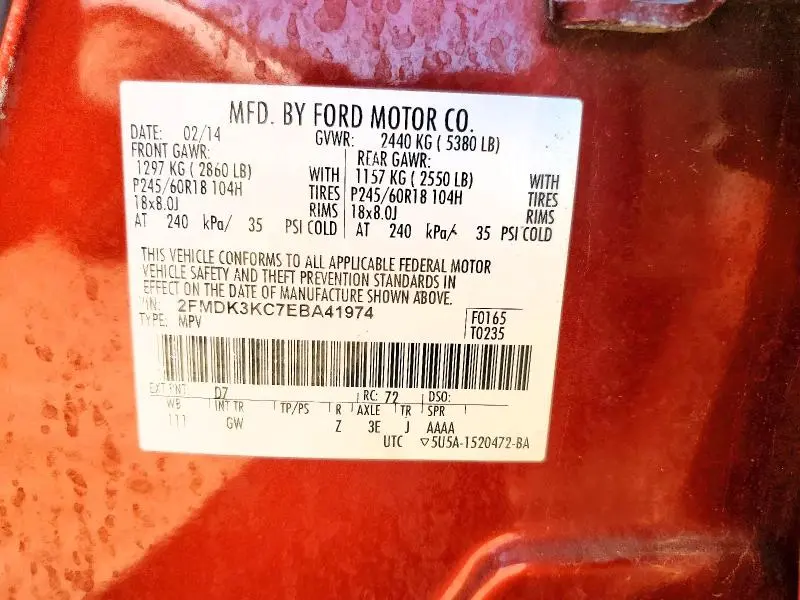 MFD. BY FORD MOTOR CO.
DATE: 02/14 GVWR: 2440 KG ( 5380 LB)
FRONT GAWR: REAR GAWR:
1297 KG ( 2860 LB) WITH 1157 KG ( 2550 LB) WITH
P245/60R18 104H TIRES P245/60R18 104H TIRES
18x8.0J RIMS 18x8.0J RIMS
AT 240 kPa/ 35 PSI COLD AT 240 kPa/ 35 PSI COLD
THIS VEHICLE CONFORMS TO ALL APPLICABLE FEDERAL MOTOR
VEHICLE SAFETY AND THEFT PREVENTION STANDARDS IN
EFFECT ON THE DATE OF MANUFACTURE SHOWN ABOVE.
VIN: 2FMDK3KC7EBA41974 F0165
TYPE: MPV T0235
EXT PNT D7 RC: 72 DSO:
WB INT TR TP/PS R AXLE TR SPR
111 GW Z 3E J AAAA
UTC ▽5U5A-1520472-BA